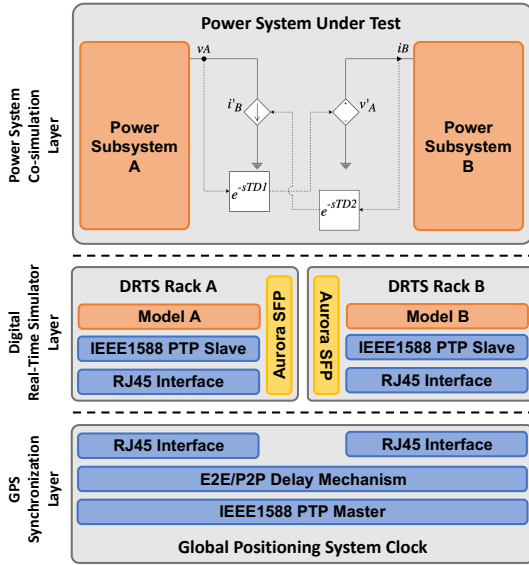 Power System Under Test
Power System
Co-simulation
Layer
vA
iB
i'B
v'A
Power
Subsystem
A
Power
Subsystem
B
e-sTD1
e-sTD2
Digital
Real-Time Simulator
Layer
DRTS Rack A
Model A
IEEE1588 PTP Slave
RJ45 Interface
Aurora SFP
Aurora SFP
DRTS Rack B
Model B
IEEE1588 PTP Slave
RJ45 Interface
GPS
Synchronization
Layer
RJ45 Interface
RJ45 Interface
E2E/P2P Delay Mechanism
IEEE1588 PTP Master
Global Positioning System Clock